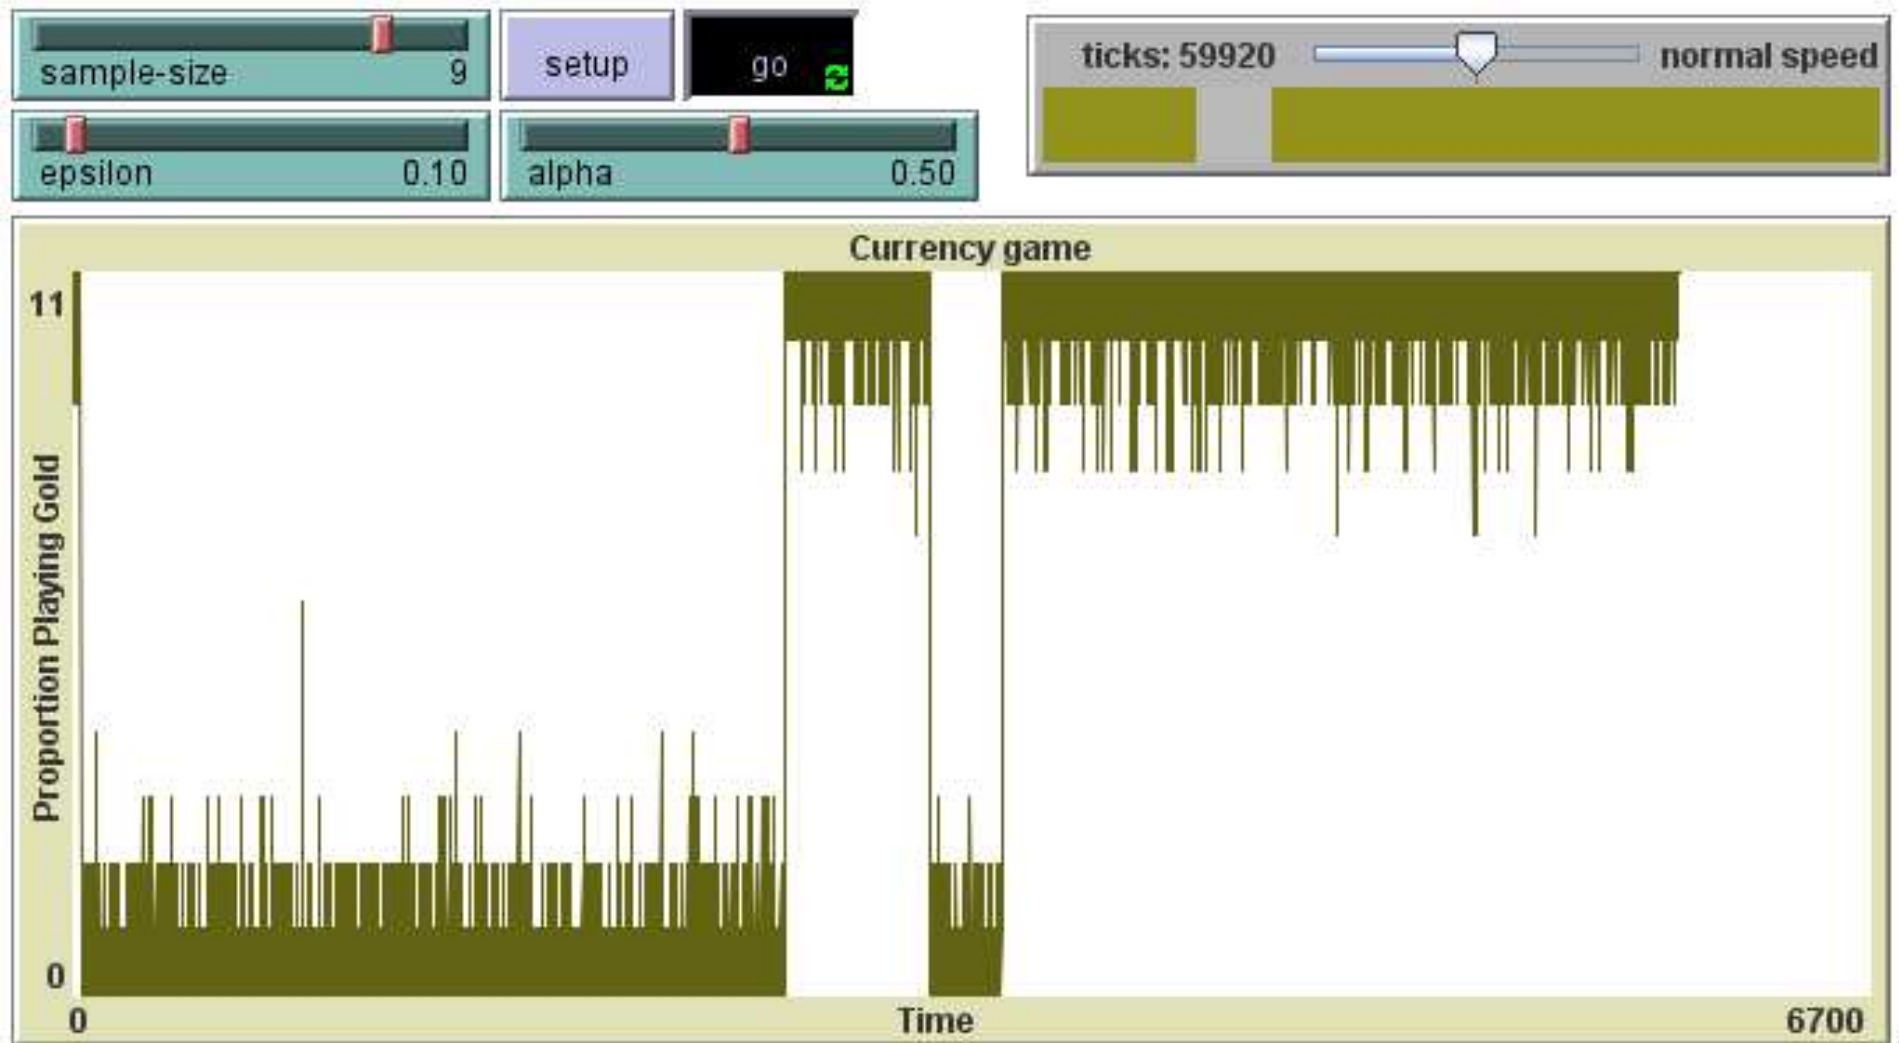 sample-size 9
setup
go
ticks: 59920
normal speed
epsilon 0.10
alpha 0.50
Currency game
11
Proportion Playing Gold
0
0
Time
6700